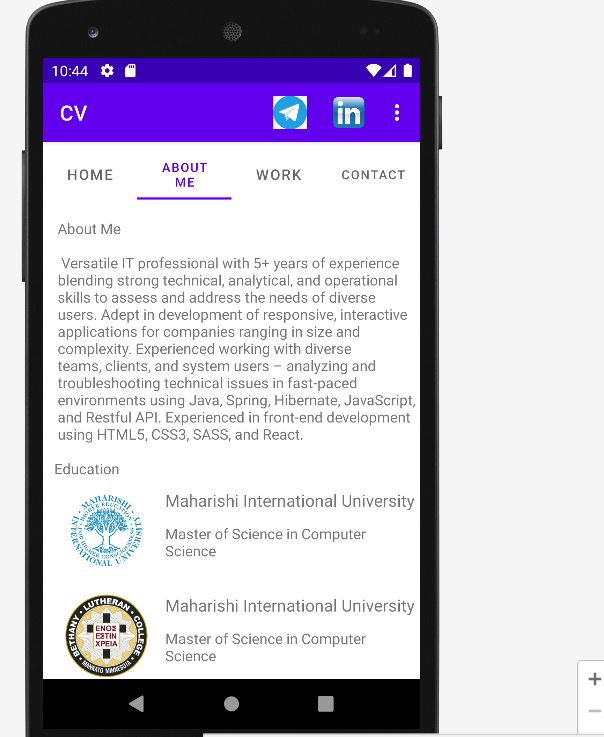 10:44
CV
in
HOME
ABOUT
ME
WORK
CONTACT
About Me
Versatile IT professional with 5+ years of experience
blending strong technical, analytical, and operational
skills to assess and address the needs of diverse
users. Adept in development of responsive, interactive
applications for companies ranging in size and
complexity. Experienced working with diverse
teams, clients, and system users – analyzing and
troubleshooting technical issues in fast-paced
environments using Java, Spring, Hibernate, JavaScript,
and Restful API. Experienced in front-end development
using HTML5, CSS3, SASS, and React.
Education
MAHARISHI
INTERNATIONAL UNIVERSITY
Maharishi International University
Master of Science in Computer
Science
BETHANY LUTHERAN COLLEGE
ΕΝΟΣ
ΕΣΤΙΝ
ΧΡΕΙΑ
MANKATO MINNESOTA
Maharishi International University
Master of Science in Computer
Science